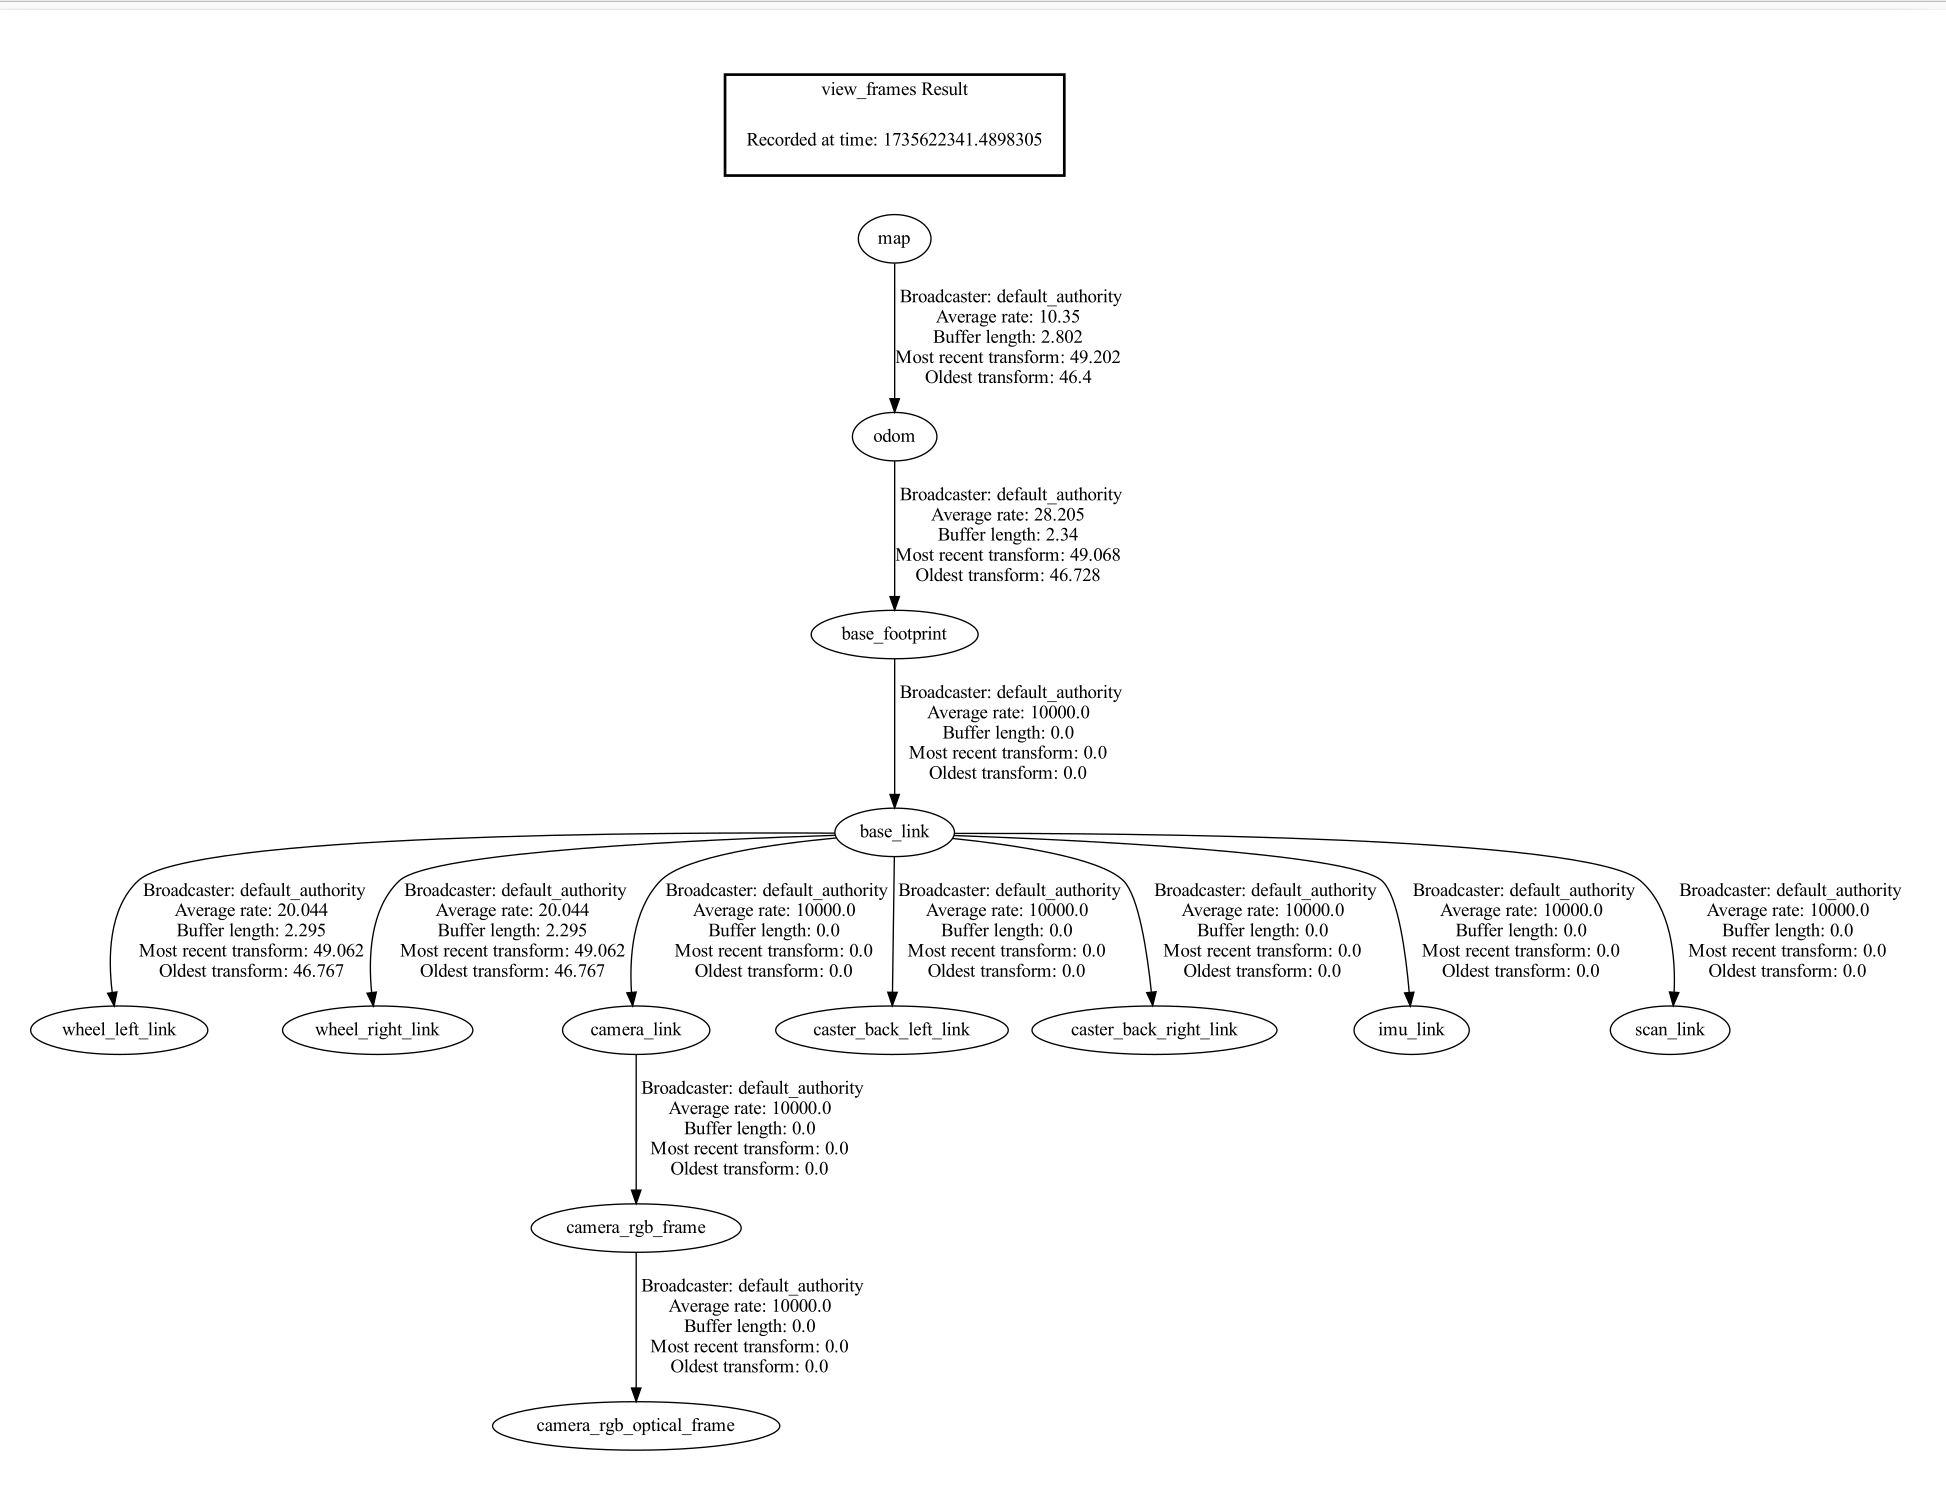 view_frames Result
Recorded at time: 1735622341.4898305
map
Broadcaster: default_authority
Average rate: 10.35
Buffer length: 2.802
Most recent transform: 49.202
Oldest transform: 46.4
odom
Broadcaster: default_authority
Average rate: 28.205
Buffer length: 2.34
Most recent transform: 49.068
Oldest transform: 46.728
base_footprint
Broadcaster: default_authority
Average rate: 10000.0
Buffer length: 0.0
Most recent transform: 0.0
Oldest transform: 0.0
base_link
Broadcaster: default_authority
Average rate: 20.044
Buffer length: 2.295
Most recent transform: 49.062
Oldest transform: 46.767
Broadcaster: default_authority
Average rate: 20.044
Buffer length: 2.295
Most recent transform: 49.062
Oldest transform: 46.767
Broadcaster: default_authority
Average rate: 10000.0
Buffer length: 0.0
Most recent transform: 0.0
Oldest transform: 0.0
Broadcaster: default_authority
Average rate: 10000.0
Buffer length: 0.0
Most recent transform: 0.0
Oldest transform: 0.0
Broadcaster: default_authority
Average rate: 10000.0
Buffer length: 0.0
Most recent transform: 0.0
Oldest transform: 0.0
Broadcaster: default_authority
Average rate: 10000.0
Buffer length: 0.0
Most recent transform: 0.0
Oldest transform: 0.0
Broadcaster: default_authority
Average rate: 10000.0
Buffer length: 0.0
Most recent transform: 0.0
Oldest transform: 0.0
wheel_left_link
wheel_right_link
camera_link
caster_back_left_link
caster_back_right_link
imu_link
scan_link
Broadcaster: default_authority
Average rate: 10000.0
Buffer length: 0.0
Most recent transform: 0.0
Oldest transform: 0.0
camera_rgb_frame
Broadcaster: default_authority
Average rate: 10000.0
Buffer length: 0.0
Most recent transform: 0.0
Oldest transform: 0.0
camera_rgb_optical_frame